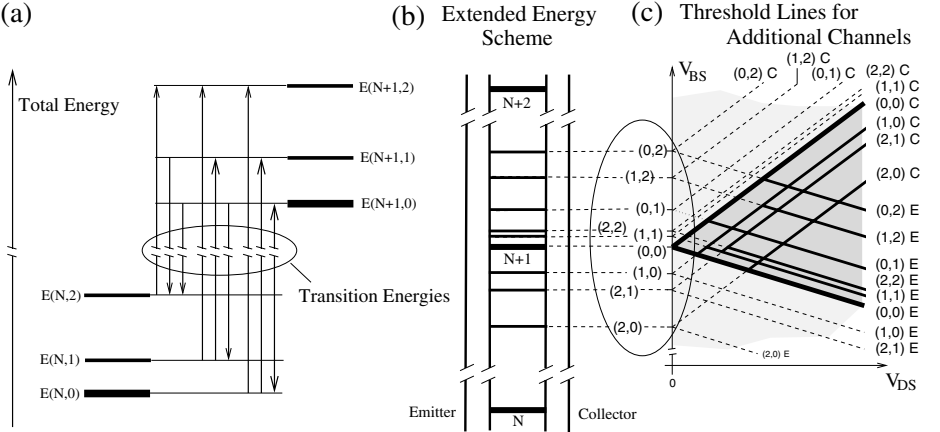 (a)
Total Energy
E(N+1,2)
E(N+1,1)
E(N+1,0)
Transition Energies
E(N,2)
E(N,1)
E(N,0)
(b)
Extended Energy
Scheme
N+2
N+1
N
Emitter
Collector
(0,2)
(1,2)
(0,1)
(2,2)
(1,1)
(0,0)
(1,0)
(2,1)
(2,0)
(c)
Threshold Lines for
Additional Channels
V_BS
(0,2) C
(1,2) C
(0,1) C
(2,2) C
(1,1) C
(0,0) C
(1,0) C
(2,1) C
(2,0) C
(0,2) E
(1,2) E
(0,1) E
(2,2) E
(1,1) E
(0,0) E
(1,0) E
(2,1) E
(2,0) E
0
V_DS